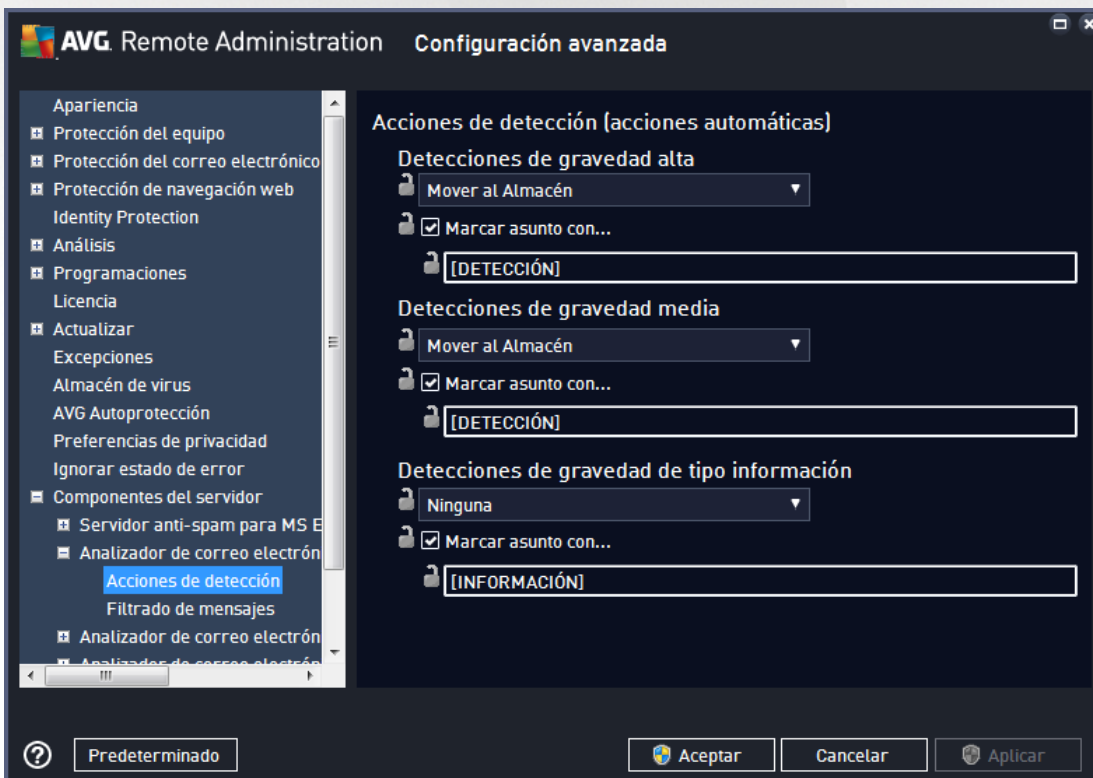 AVG. Remote Administration Configuración avanzada
Apariencia
Protección del equipo
Protección del correo electrónico
Protección de navegación web
Identity Protection
Análisis
Programaciones
Licencia
Actualizar
Excepciones
Almacén de virus
AVG Autoprotección
Preferencias de privacidad
Ignorar estado de error
Componentes del servidor
Servidor anti-spam para MS E
Analizador de correo electrón
Acciones de detección
Filtrado de mensajes
Analizador de correo electrón
Analizador de correo electrón
Acciones de detección (acciones automáticas)
Detecciones de gravedad alta
Mover al Almacén
Marcar asunto con...
[DETECCIÓN]
Detecciones de gravedad media
Mover al Almacén
Marcar asunto con...
[DETECCIÓN]
Detecciones de gravedad de tipo información
Ninguna
Marcar asunto con...
[INFORMACIÓN]
? Predeterminado Aceptar Cancelar Aplicar